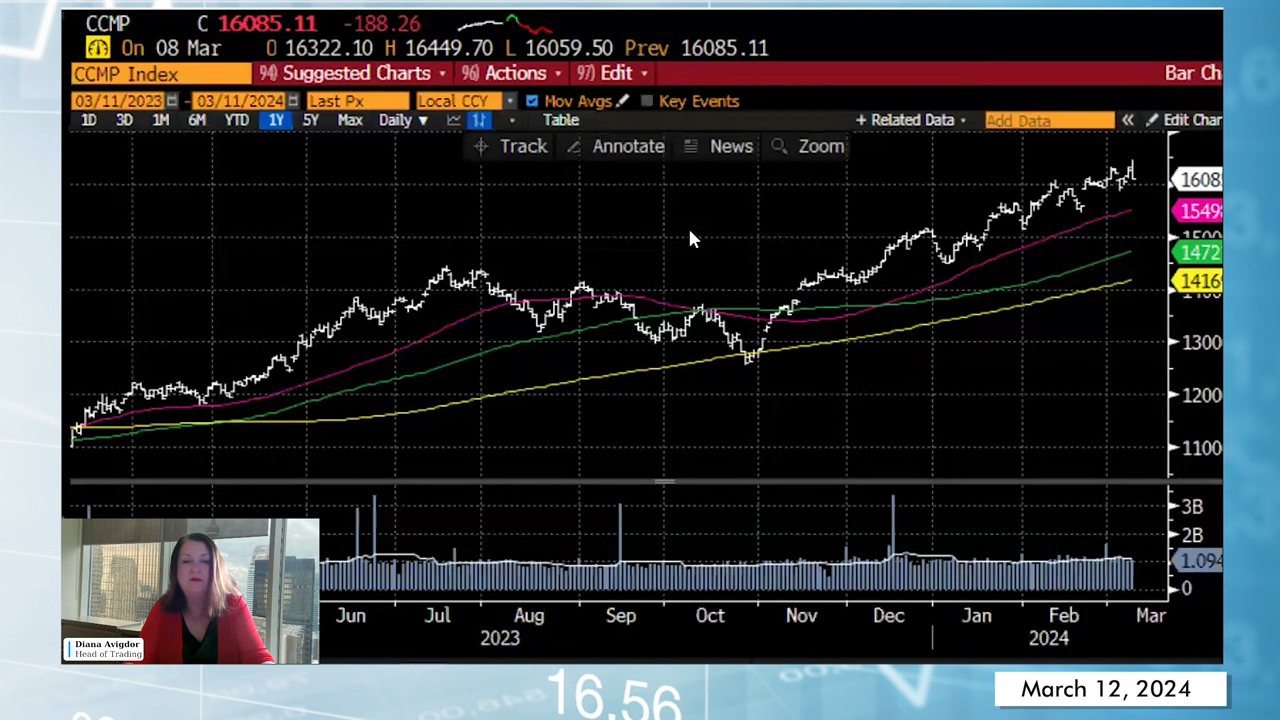 CCMP C 16085.11 -188.26
On 08 Mar O 16322.10 H 16449.70 L 16059.50 Prev 16085.11
CCMP Index 94) Suggested Charts 96) Actions 97) Edit Bar Ch
03/11/2023 - 03/11/2024 Last Px Local CCY Mov Avgs Key Events
1D 3D 1M 6M YTD 1Y 5Y Max Daily ▼ Table + Related Data Add Data « Edit Char
Track Annotate News Zoom
1608
1549
1500
1472
1416
1400
1300
1200
1100
3B
2B
1.094
0
Jun Jul Aug Sep Oct Nov Dec Jan Feb Mar
2023 2024
Diana Avigdor
Head of Trading
16.56
March 12, 2024